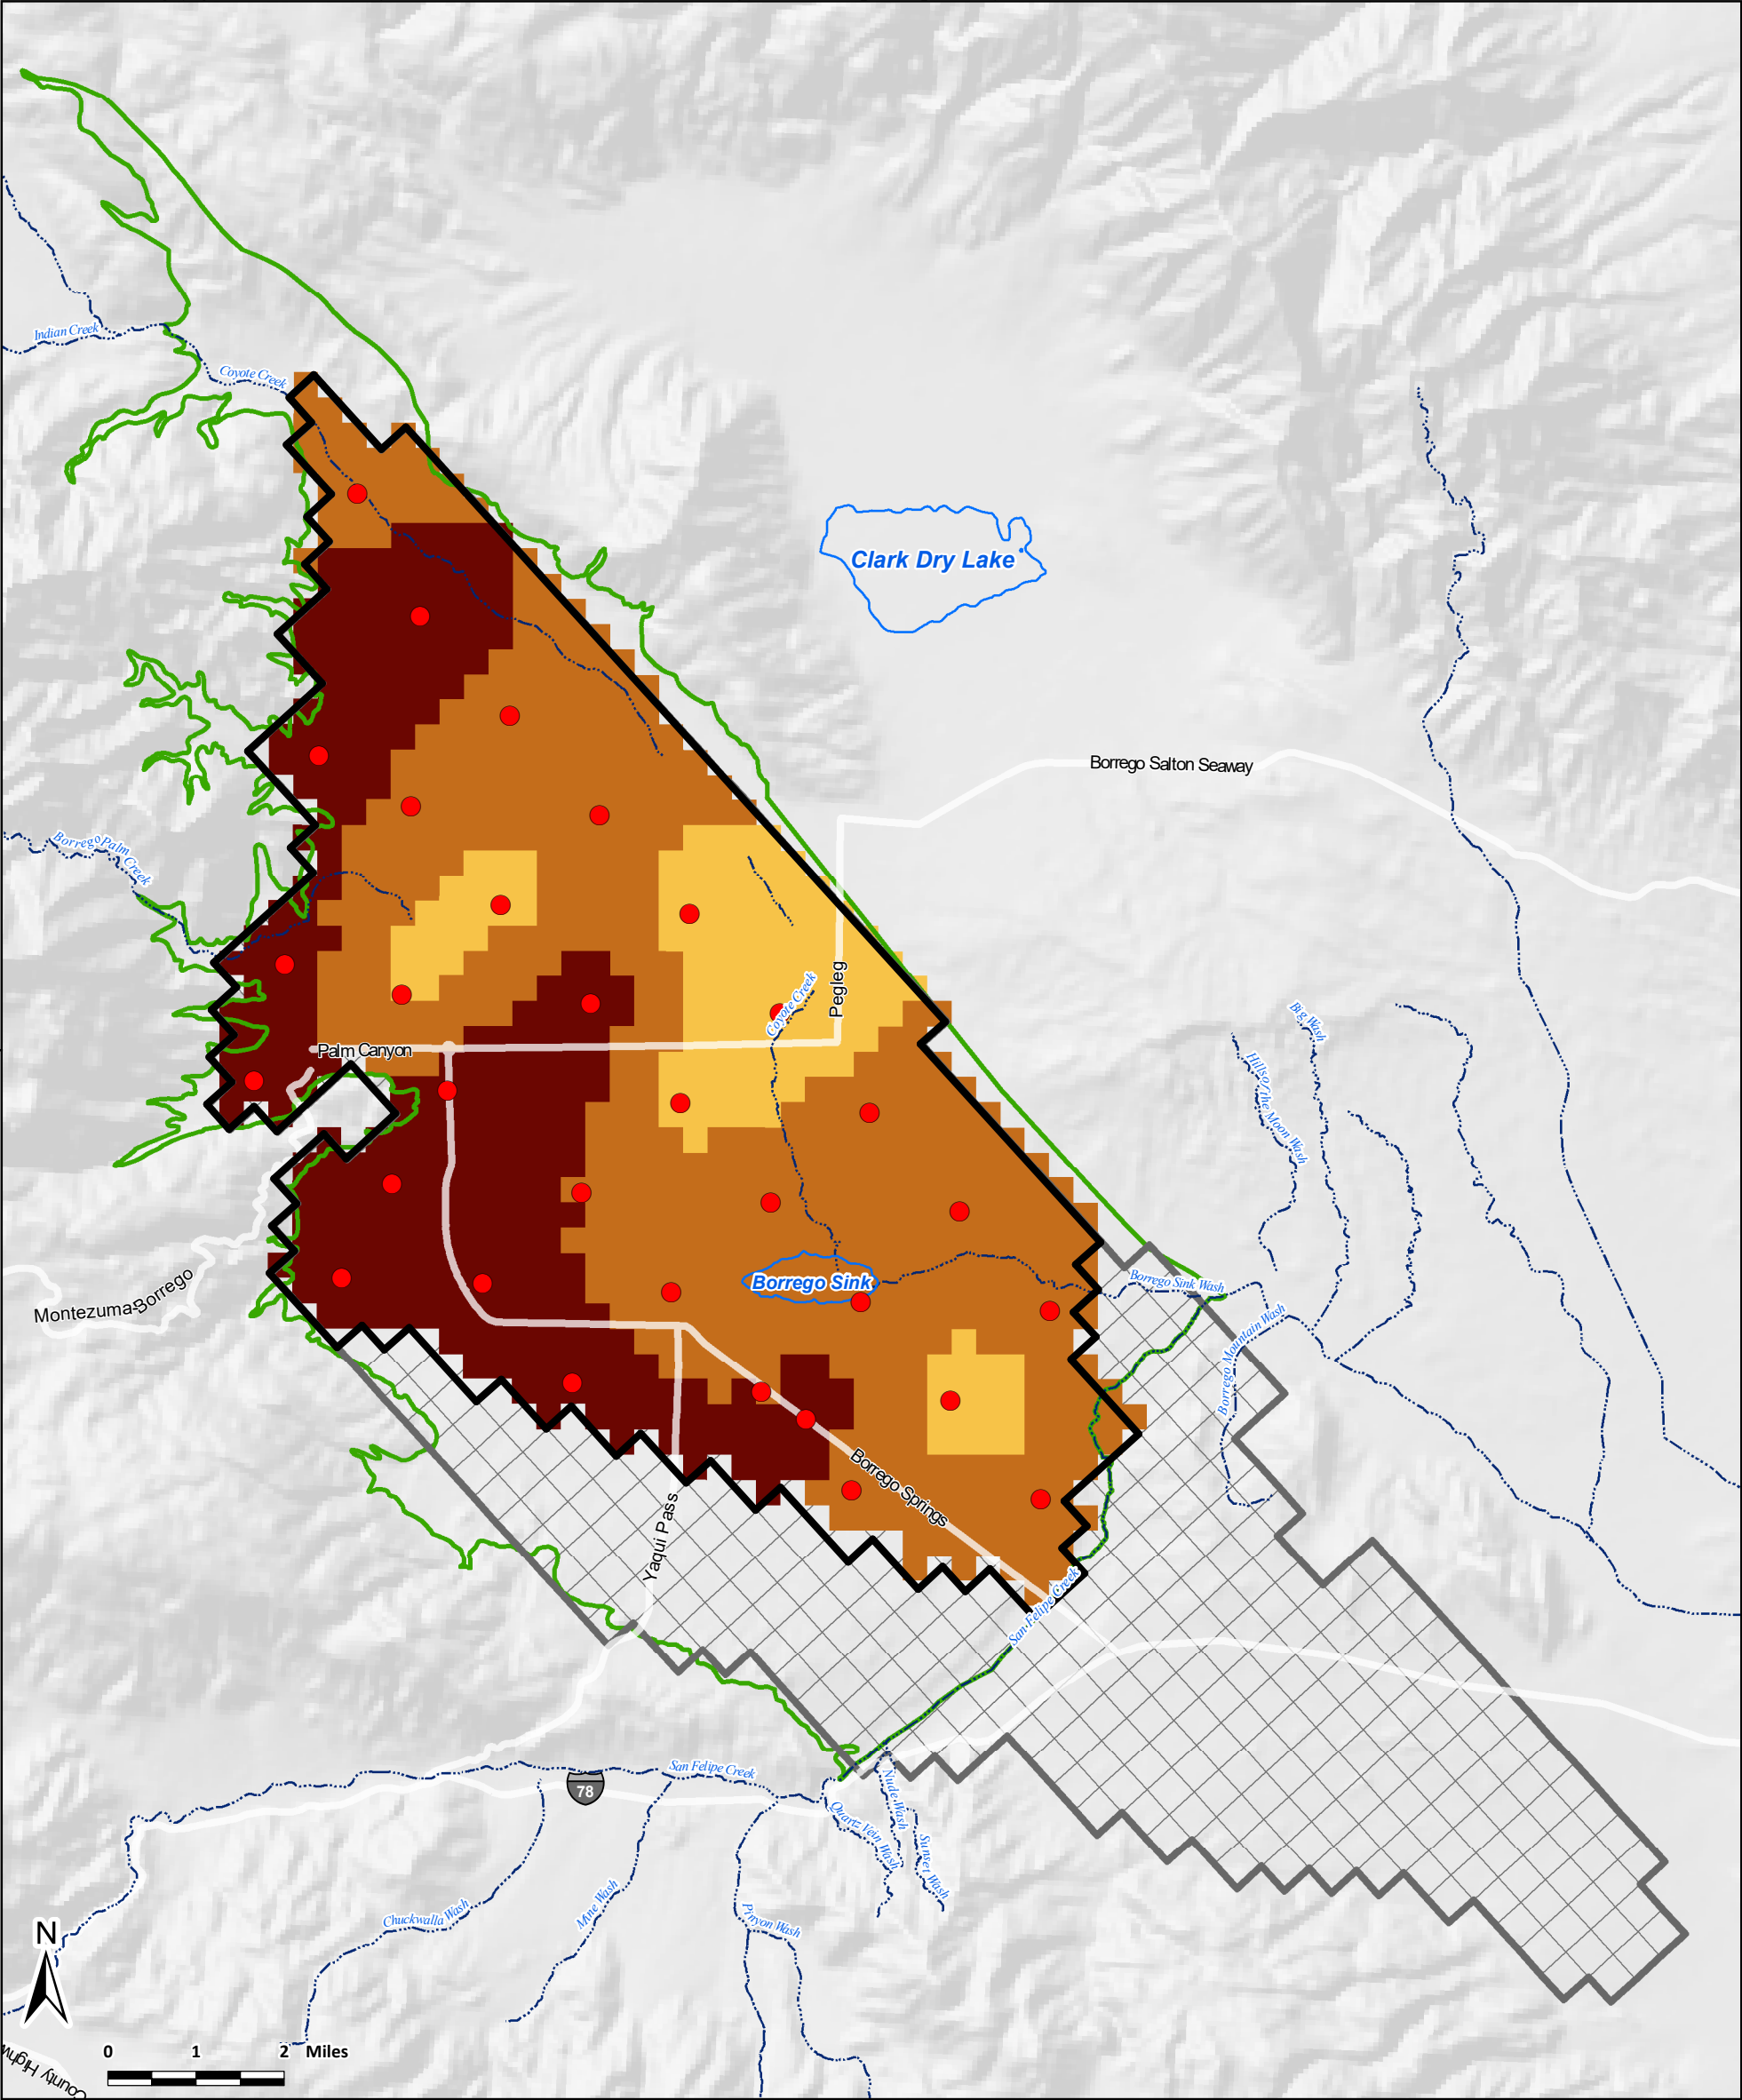 Indian Creek
Coyote Creek
Clark Dry Lake
Borrego Salton Seaway
Borrego Palm Creek
Pegleg
Coyote Creek
Palm Canyon
Big Wash
Hills of the Moon Wash
Montezuma-Borrego
Borrego Sink
Borrego Sink Wash
Borrego Mountain Wash
Borrego Springs
Yaqui Pass
San Felipe Creek
San Felipe Creek
78
Nude Wash
Quartz Vein Wash
Sunset Wash
Chuckwalla Wash
Mine Wash
Pinyon Wash
N
0 1 2 Miles
County Highw